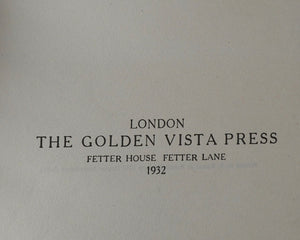 LONDON
THE GOLDEN VISTA PRESS
FETTER HOUSE FETTER LANE
1932